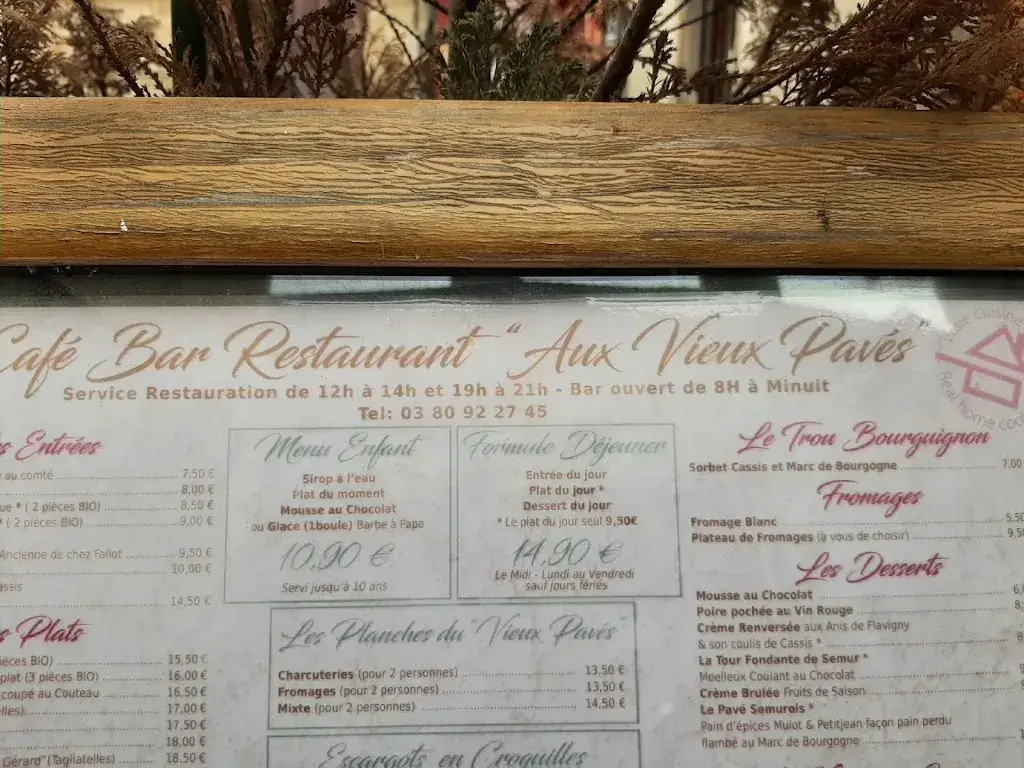 Café Bar Restaurant "Aux Vieux Pavés"
Service Restauration de 12h à 14h et 19h à 21h - Bar ouvert de 8H à Minuit
Tel: 03 80 92 27 45
Entrées
au comté 7,50 €
8,00 €
* ( 2 pièces BIO) 8,50 €
* ( 2 pièces BIO) 9,00 €
Ancienne de chez Fallot 9,50 €
10,00 €
14,50 €
Plats
BIO) 15,50 €
plat (3 pièces BIO) 16,00 €
coupé au Couteau 16,50 €
17,00 €
17,50 €
18,00 €
Gérard"(Tagliatelles) 18,50 €
Menu Enfant
Sirop à l'eau
Plat du moment
Mousse au Chocolat
ou Glace (1boule) Barbe à Papa
10,90 €
Servi jusqu'à 10 ans
Formule Déjeuner
Entrée du jour
Plat du jour *
Dessert du jour
* Le plat du jour seul 9,50€
14,90 €
Le Midi - Lundi au Vendredi
sauf jours fériés
Les Planches du "Vieux Pavés"
Charcuteries (pour 2 personnes) 13,50 €
Fromages (pour 2 personnes) 13,50 €
Mixte (pour 2 personnes) 14,50 €
Escargots en Croquilles
cuisine
Real home
Le Trou Bourguignon
Sorbet Cassis et Marc de Bourgogne 7,00
Fromages
Fromage Blanc 5,50
Plateau de Fromages (à vous de choisir)
Les Desserts
Mousse au Chocolat
Poire pochée au Vin Rouge
Crème Renversée aux Anis de Flavigny
& son coulis de Cassis *
La Tour Fondante de Semur *
Moelleux Coulant au Chocolat
Crème Brulée Fruits de Saison
Le Pavé Semurois *
Pain d'épices Mulot & Petitjean façon pain perdu
flambé au Marc de Bourgogne